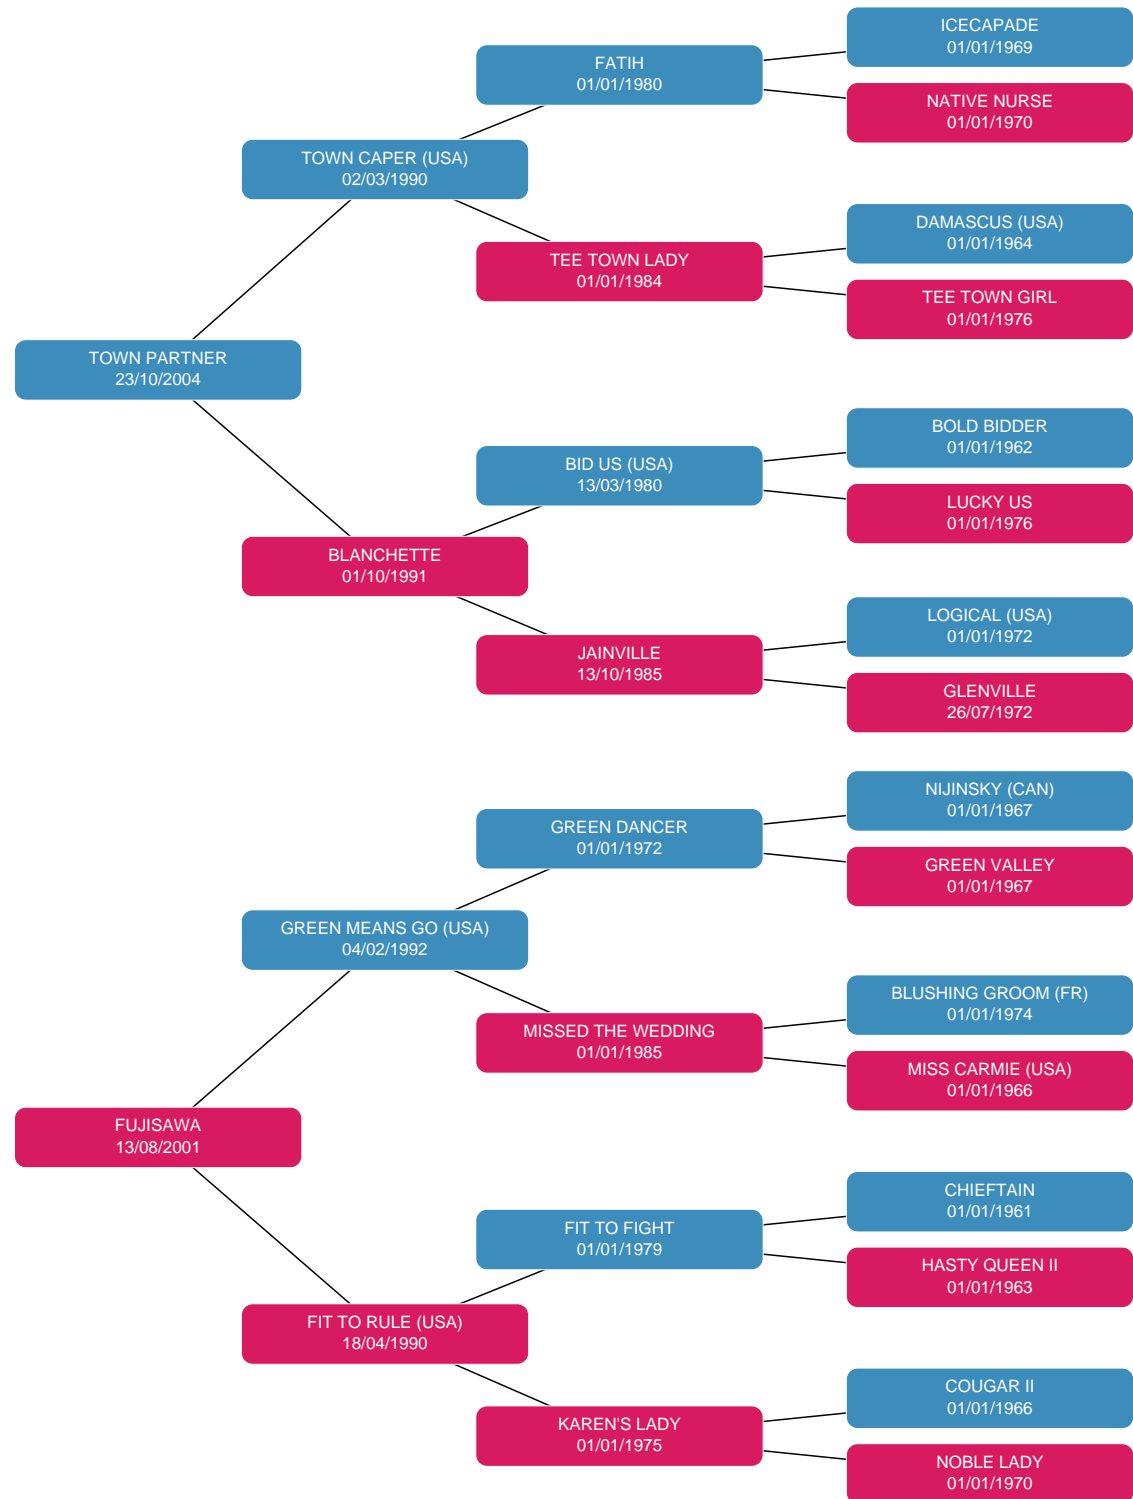 ICECAPADE
01/01/1969
FATIH
01/01/1980
NATIVE NURSE
01/01/1970
TOWN CAPER (USA)
02/03/1990
DAMASCUS (USA)
01/01/1964
TEE TOWN LADY
01/01/1984
TEE TOWN GIRL
01/01/1976
TOWN PARTNER
23/10/2004
BOLD BIDDER
01/01/1962
BID US (USA)
13/03/1980
LUCKY US
01/01/1976
BLANCHETTE
01/10/1991
LOGICAL (USA)
01/01/1972
JAINVILLE
13/10/1985
GLENVILLE
26/07/1972
NIJINSKY (CAN)
01/01/1967
GREEN DANCER
01/01/1972
GREEN VALLEY
01/01/1967
GREEN MEANS GO (USA)
04/02/1992
BLUSHING GROOM (FR)
01/01/1974
MISSED THE WEDDING
01/01/1985
MISS CARMIE (USA)
01/01/1966
FUJISAWA
13/08/2001
CHIEFTAIN
01/01/1961
FIT TO FIGHT
01/01/1979
HASTY QUEEN II
01/01/1963
FIT TO RULE (USA)
18/04/1990
COUGAR II
01/01/1966
KAREN'S LADY
01/01/1975
NOBLE LADY
01/01/1970